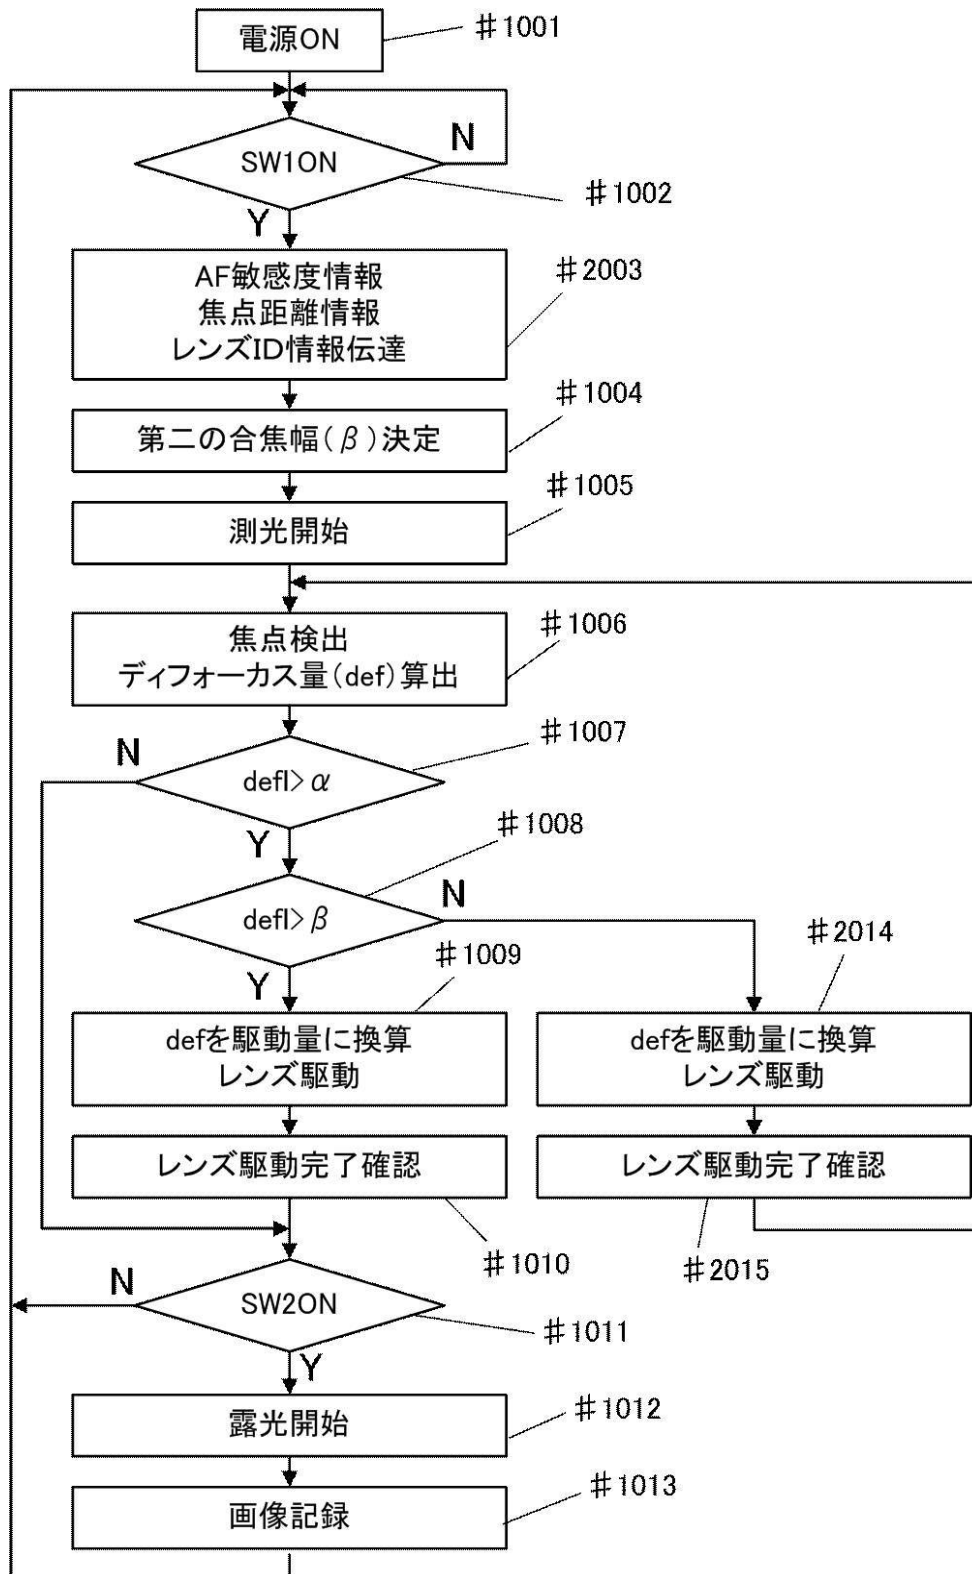 電源ON
♯1001
N
SW1ON
♯1002
Y
AF敏感度情報
焦点距離情報
レンズID情報伝達
♯2003
♯1004
第二の合焦幅(β)決定
♯1005
測光開始
♯1006
焦点検出
ディフォーカス量(def)算出
♯1007
N
defl>α
Y
♯1008
defl>β
N
♯1009
♯2014
Y
defを駆動量に換算
レンズ駆動
defを駆動量に換算
レンズ駆動
レンズ駆動完了確認
レンズ駆動完了確認
♯1010
♯2015
N
SW2ON
♯1011
Y
露光開始
♯1012
画像記録
♯1013